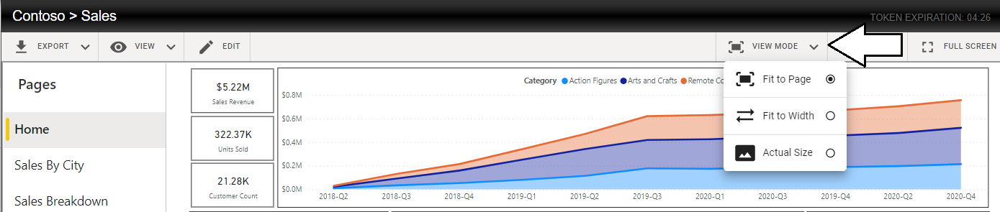 Contoso > Sales
TOKEN EXPIRATION: 04:26
EXPORT
VIEW
EDIT
VIEW MODE
FULL SCREEN
Pages
Home
Sales By City
Sales Breakdown
$5.22M
Sales Revenue
322.37K
Units Sold
21.28K
Customer Count
Category Action Figures Arts and Crafts Remote
$0.8M
$0.6M
$0.4M
$0.2M
$0.0M
2018-Q2 2018-Q3 2018-Q4 2019-Q1 2019-Q2 2019-Q3 2020-Q1 2020-Q3 2019-Q4 2020-Q2 2020-Q4
Fit to Page
Fit to Width
Actual Size